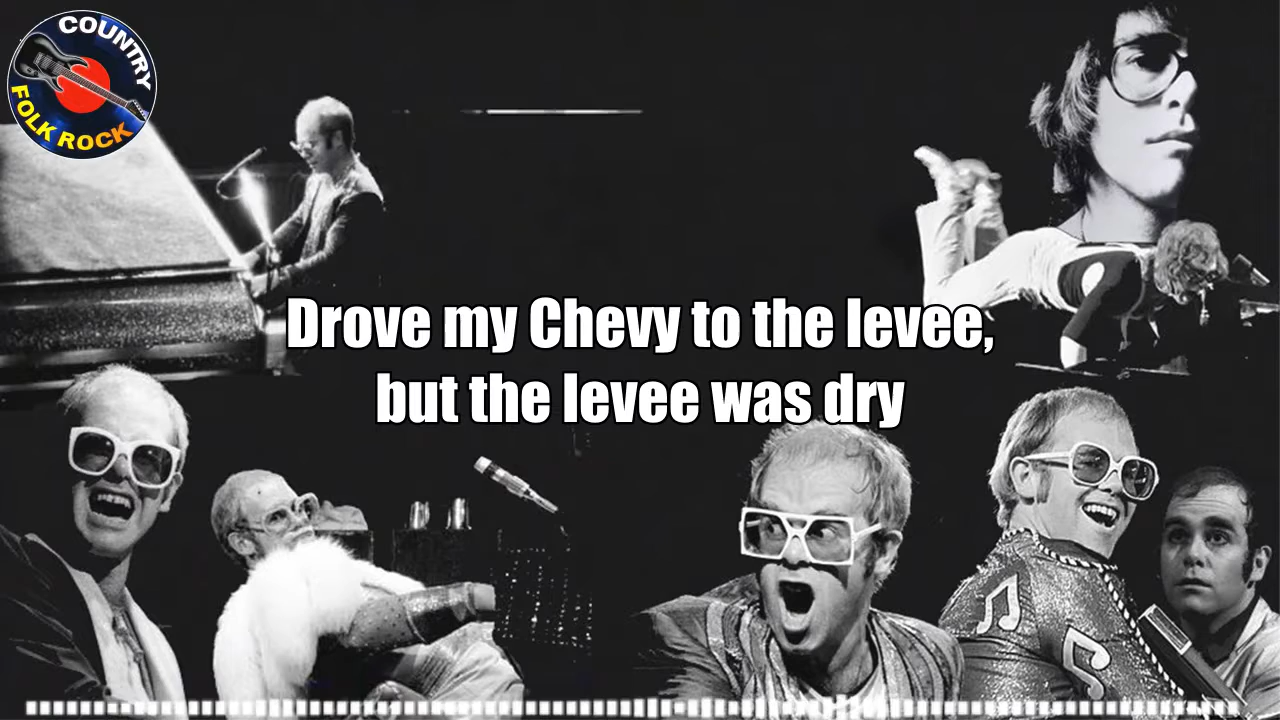 COUNTRY
FOLK ROCK
Drove my Chevy to the levee,
but the levee was dry